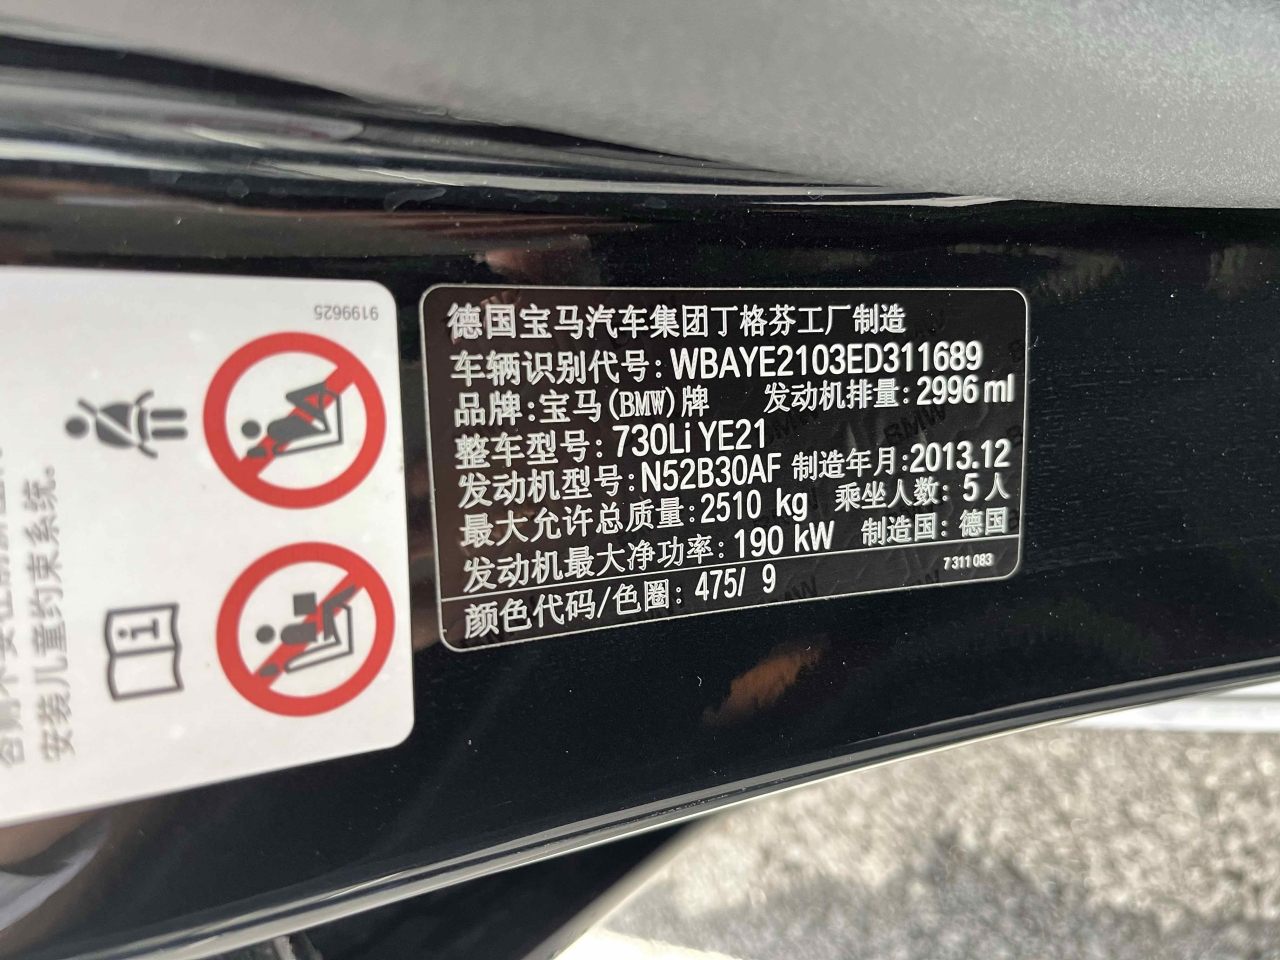 德国宝马汽车集团丁格芬工厂制造
车辆识别代号: WBAYE2103ED311689
品牌:宝马(BMW)牌 发动机排量: 2996 ml
整车型号: 730Li YE21
发动机型号: N52B30AF 制造年月:2013.12
最大允许总质量: 2510 kg 乘坐人数: 5 人
发动机最大净功率: 190 kW 制造国: 德国
颜色代码/色圈: 475/ 9
7 311 083
9199625
安装儿童约束系统。